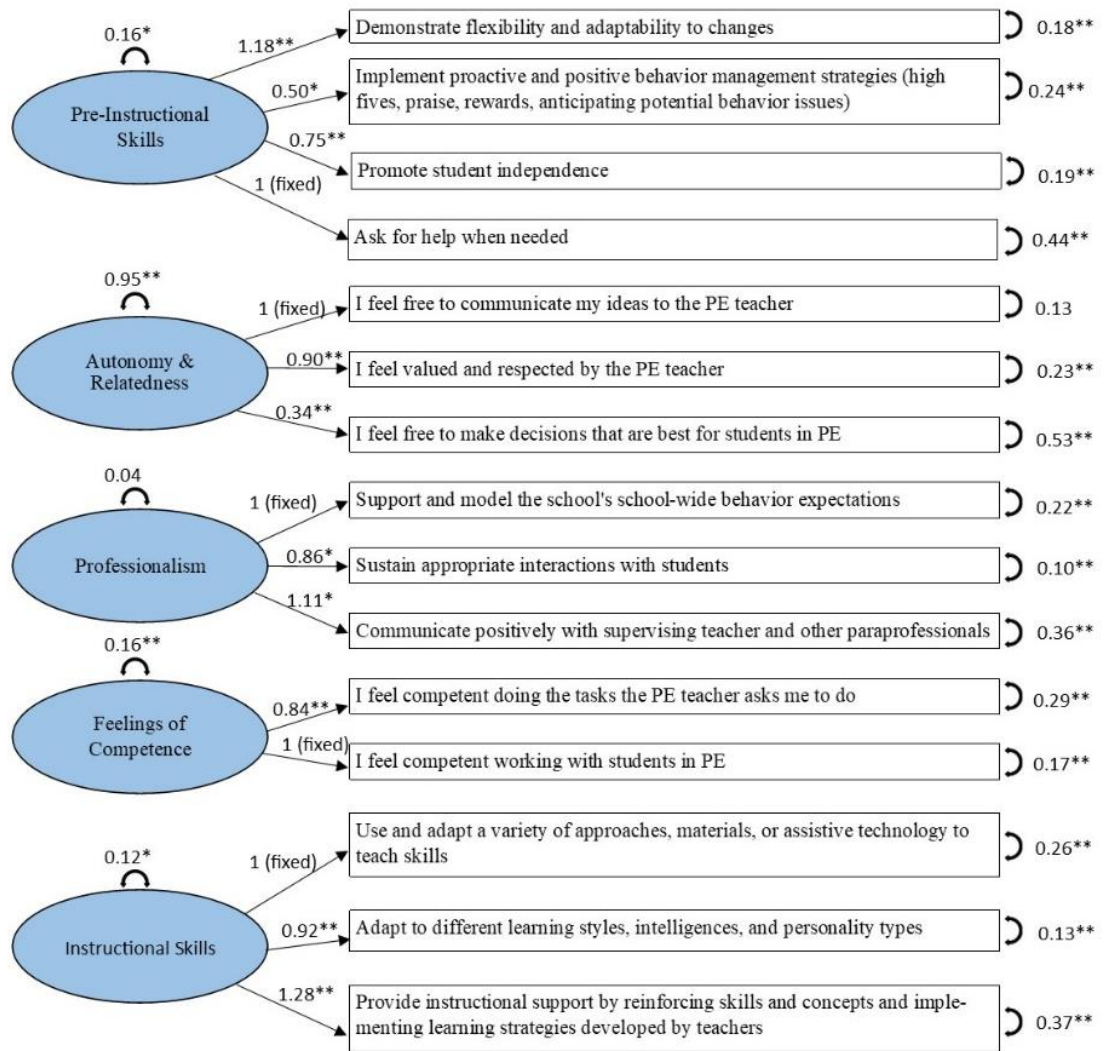 0.16*
1.18**
Demonstrate flexibility and adaptability to changes
0.18**
Pre-Instructional
Skills
0.50*
Implement proactive and positive behavior management strategies (high
fives, praise, rewards, anticipating potential behavior issues)
0.24**
0.75**
Promote student independence
0.19**
1 (fixed)
Ask for help when needed
0.44**
0.95**
Autonomy &
Relatedness
1 (fixed)
I feel free to communicate my ideas to the PE teacher
0.13
0.90**
I feel valued and respected by the PE teacher
0.23**
0.34**
I feel free to make decisions that are best for students in PE
0.53**
0.04
Professionalism
1 (fixed)
Support and model the school's school-wide behavior expectations
0.22**
0.86*
Sustain appropriate interactions with students
0.10**
1.11*
Communicate positively with supervising teacher and other paraprofessionals
0.36**
0.16**
Feelings of
Competence
0.84**
I feel competent doing the tasks the PE teacher asks me to do
0.29**
1 (fixed)
I feel competent working with students in PE
0.17**
0.12*
Instructional Skills
1 (fixed)
Use and adapt a variety of approaches, materials, or assistive technology to
teach skills
0.26**
0.92**
Adapt to different learning styles, intelligences, and personality types
0.13**
1.28**
Provide instructional support by reinforcing skills and concepts and imple-
menting learning strategies developed by teachers
0.37**